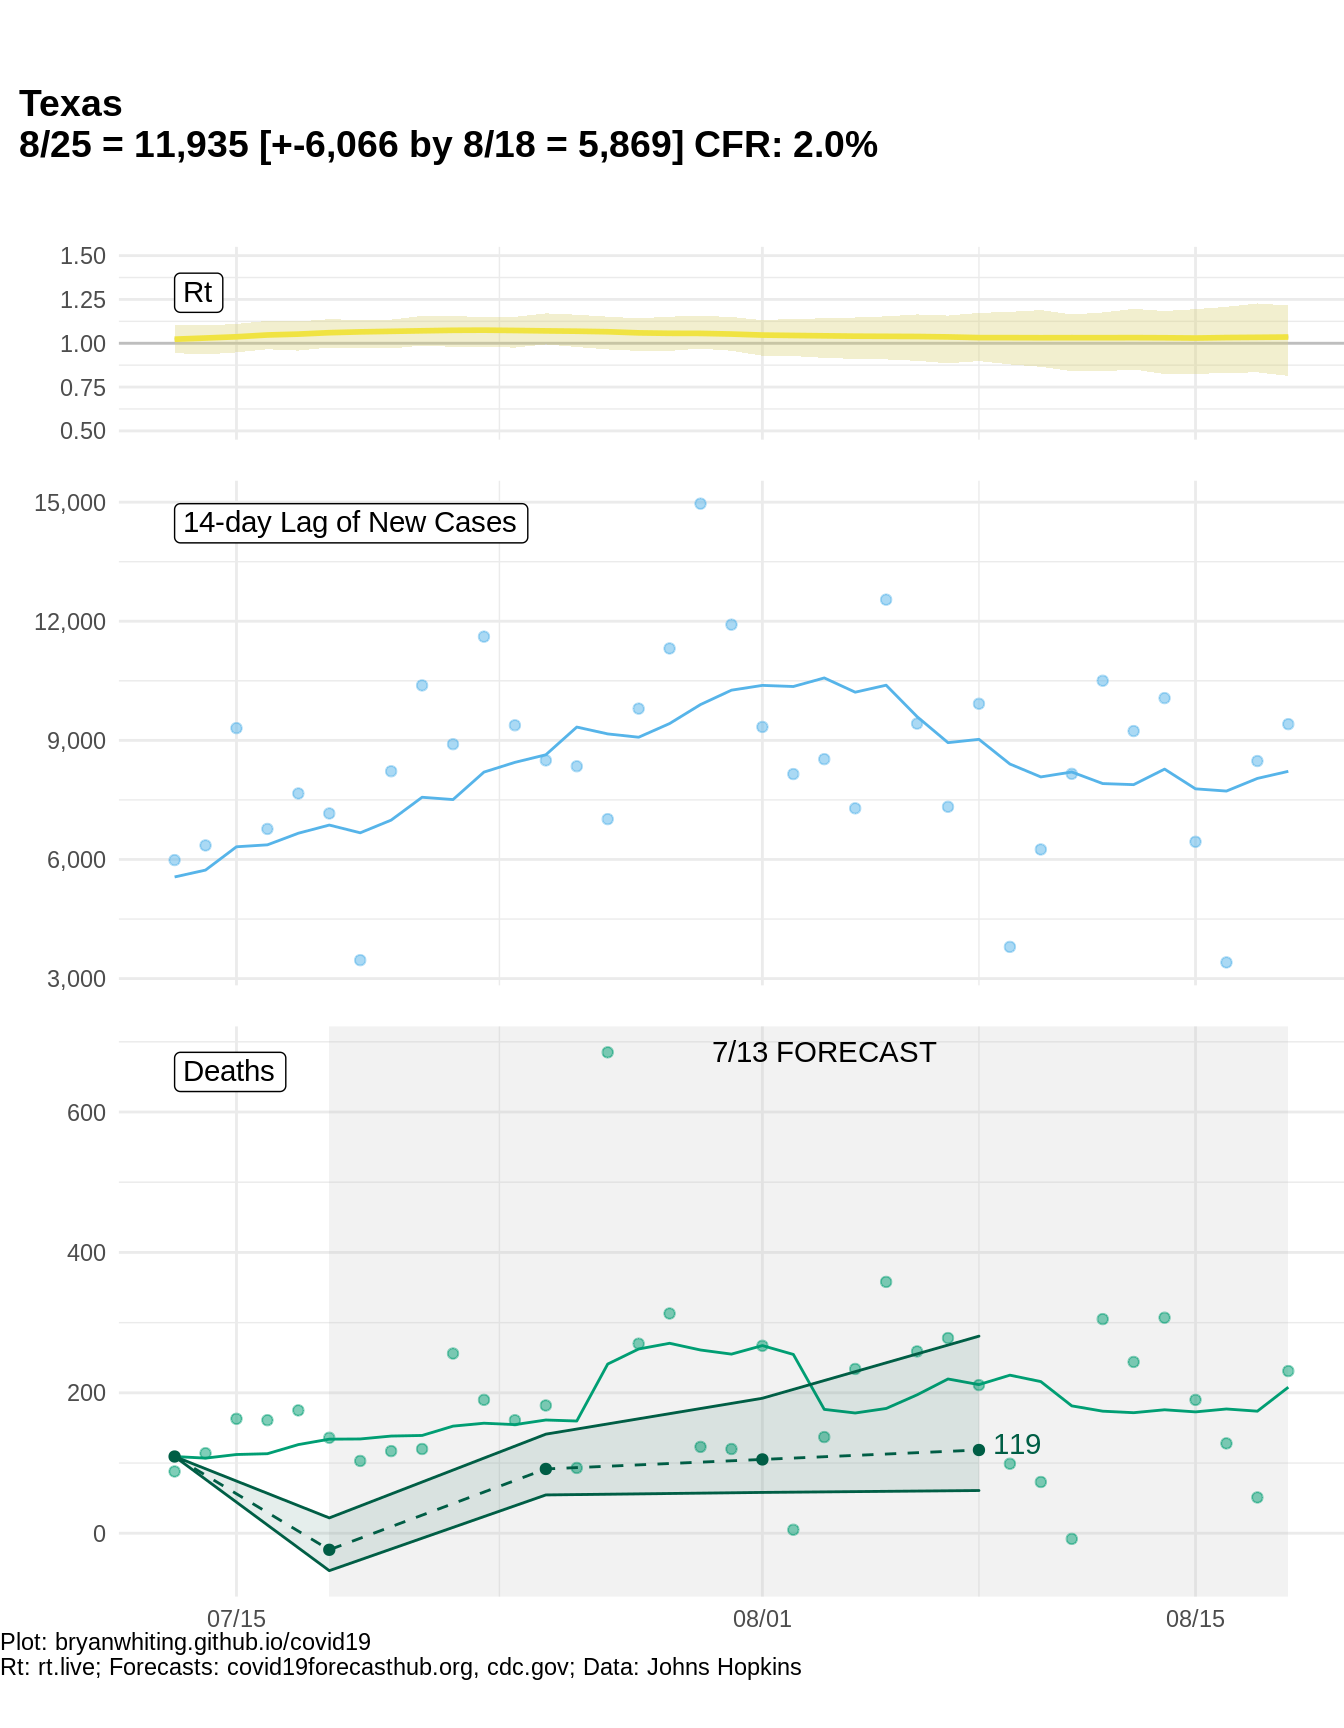 Texas
8/25 = 11,935 [+-6,066 by 8/18 = 5,869] CFR: 2.0%
1.50
Rt
1.25
1.00
0.75
0.50
15,000
14-day Lag of New Cases
12,000
9,000
6,000
3,000
7/13 FORECAST
Deaths
600
400
200
119
0
07/15
08/01
08/15
Plot: bryanwhiting.github.io/covid19
Rt: rt.live; Forecasts: covid19forecasthub.org, cdc.gov; Data: Johns Hopkins